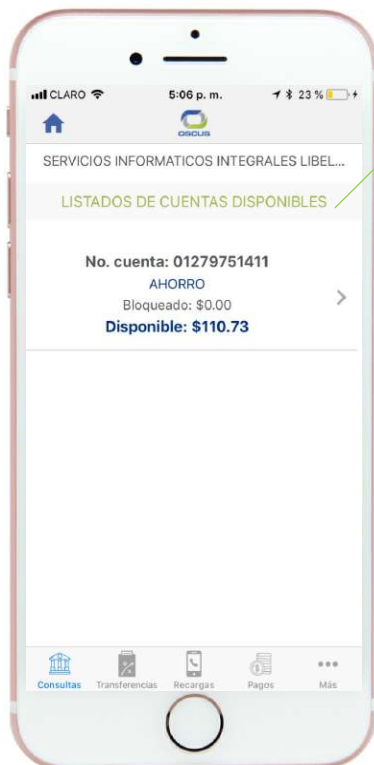 CLARO 5:06 p. m. 23 %
OSCUS
SERVICIOS INFORMATICOS INTEGRALES LIBEL...
LISTADOS DE CUENTAS DISPONIBLES
No. cuenta: 01279751411
AHORRO
Bloqueado: $0.00
Disponible: $110.73
Consultas Transferencias Recargas Pagos Más